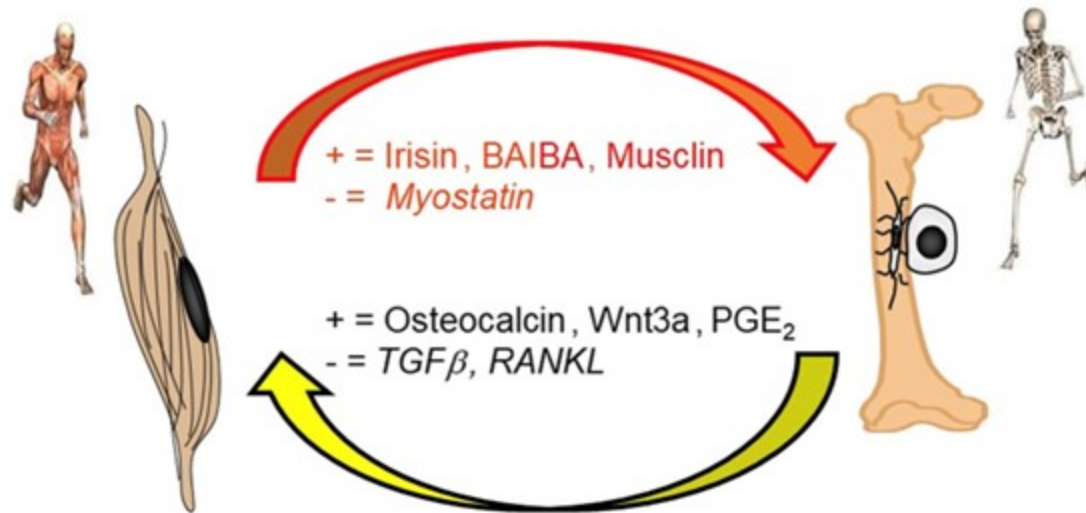 + = Irisin, BAIBA, Musclin
- = Myostatin
+ = Osteocalcin, Wnt3a, PGE₂
- = TGFβ, RANKL